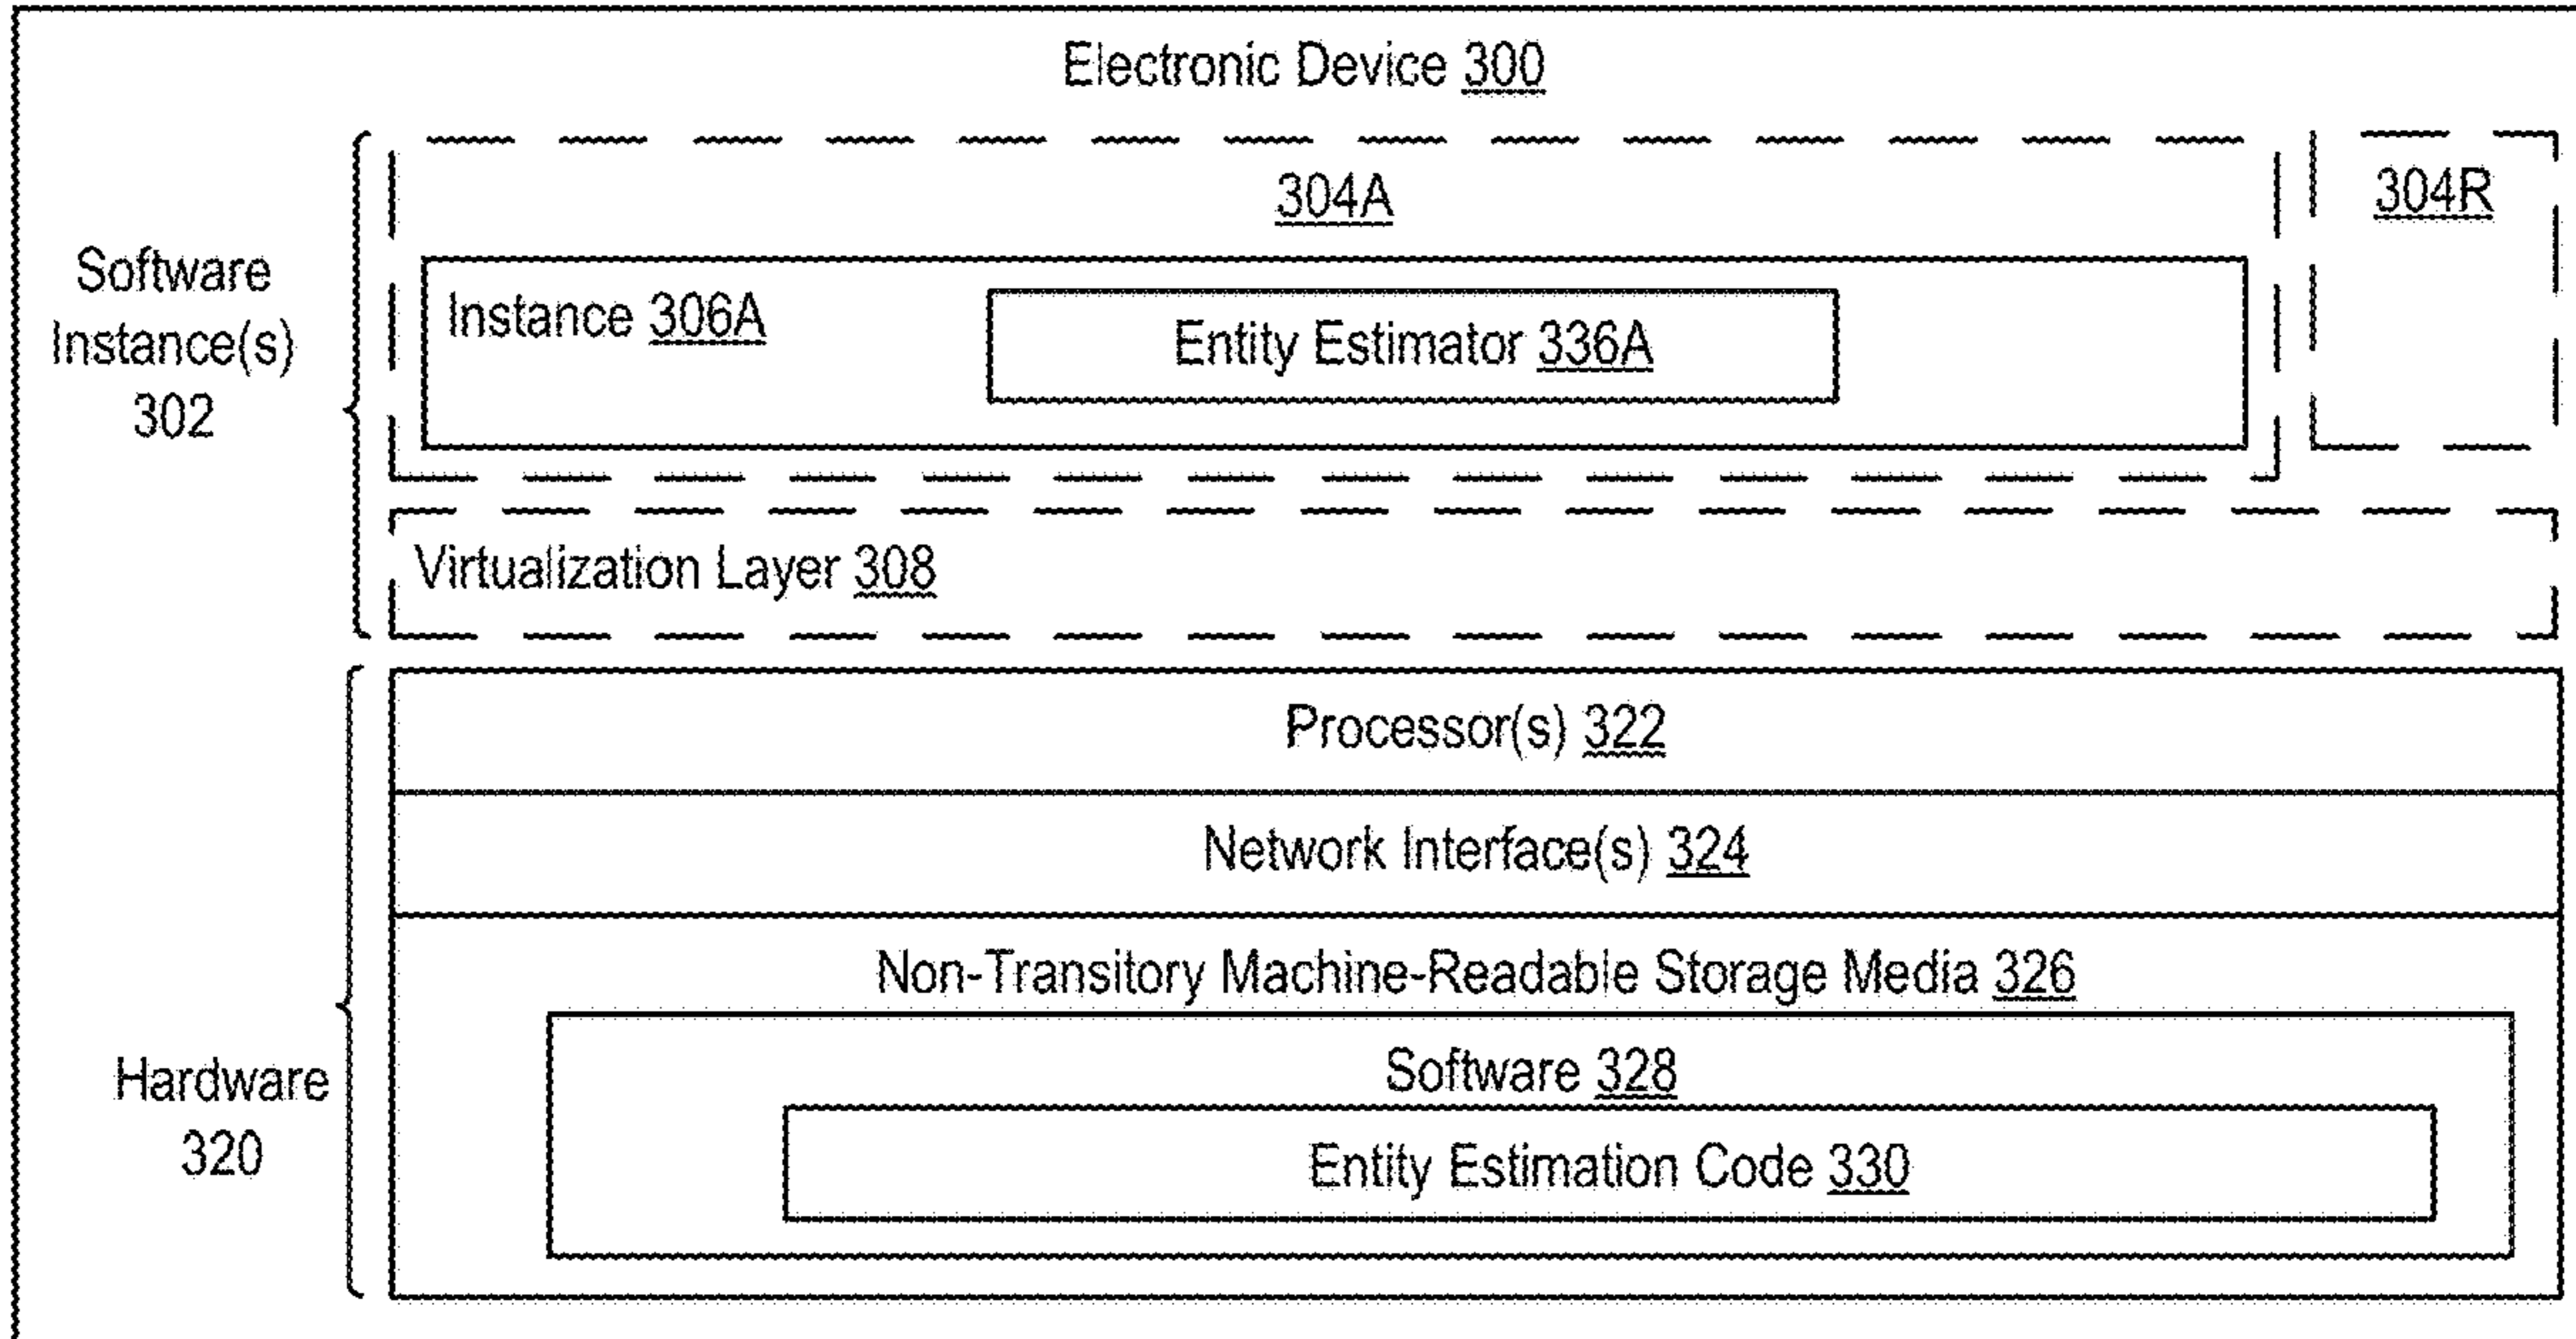 Electronic Device 300
304A
304R
Software
Instance(s)
302
Instance 306A
Entity Estimator 336A
Virtualization Layer 308
Processor(s) 322
Network Interface(s) 324
Non-Transitory Machine-Readable Storage Media 326
Software 328
Hardware
320
Entity Estimation Code 330